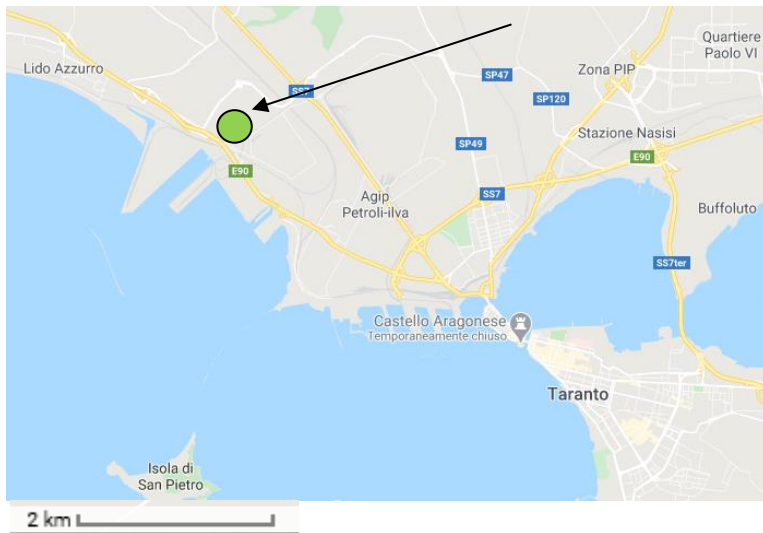 Quartiere
Paolo VI
Lido Azzurro
Zona PIP
SP47
SS7
SP120
Stazione Nasisi
SP49
E90
E90
Agip
Petroli-ilva
SS7
Buffoluto
SS7ter
Castello Aragonese
Temporaneamente chiuso
Taranto
Isola di
San Pietro
2 km